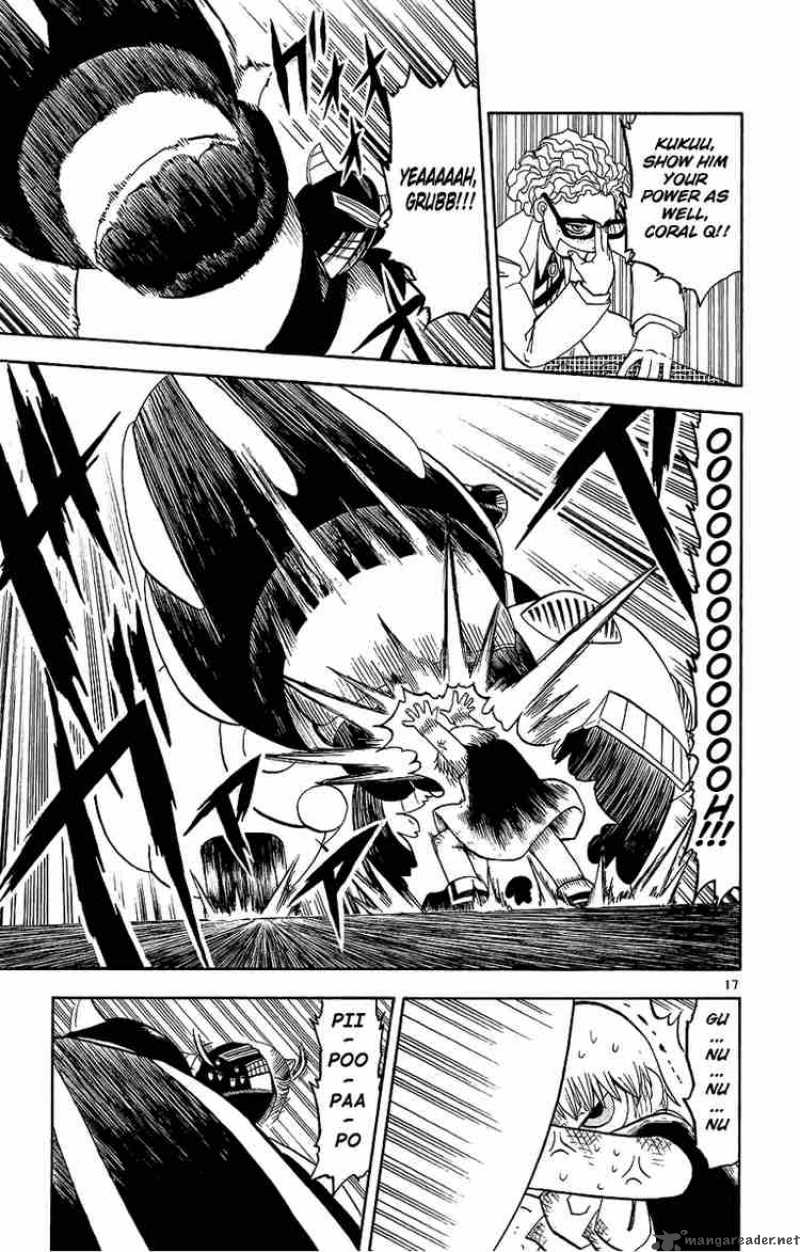 KUKUU,
SHOW HIM
YOUR
POWER AS
WELL,
CORAL Q!!
YEAAAAAH,
GRUBB!!!
OOOOOOOOOOOOOOH!!!
17
GU
...
NU
...
NU
...
NU
PII
-
POO
-
PAA
-
PO
mangareader.net